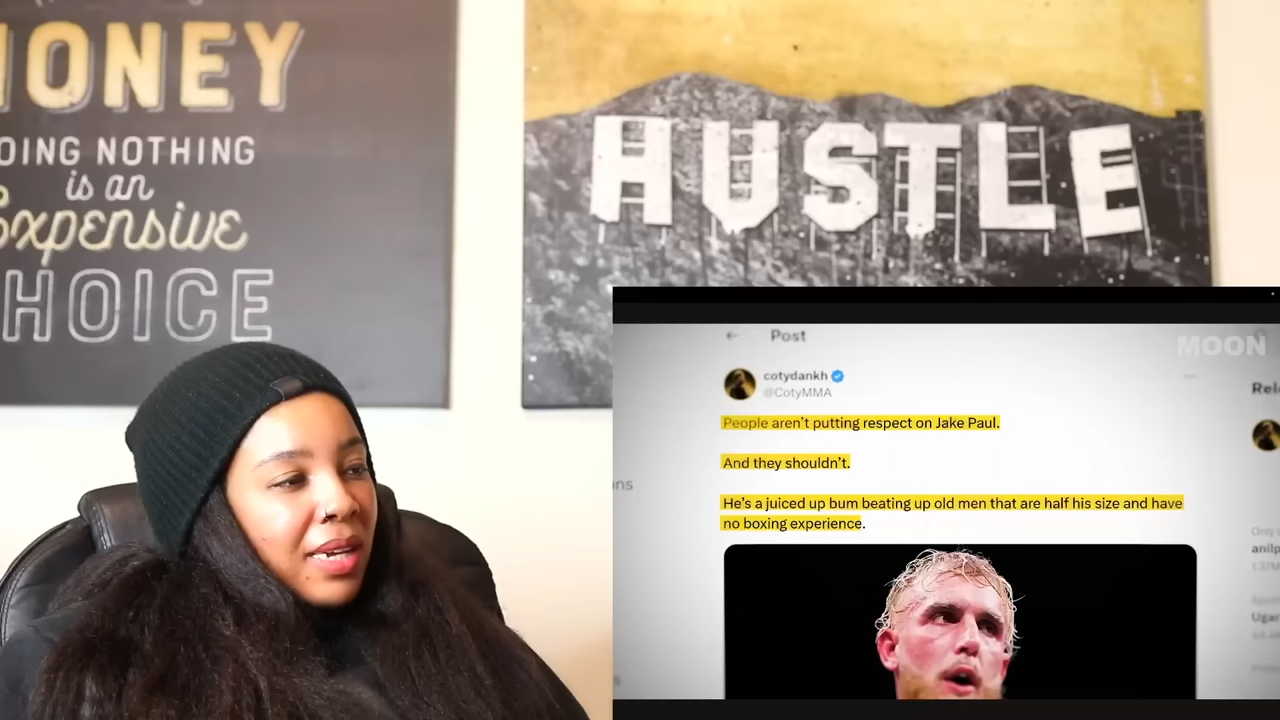 MONEY
DOING NOTHING
is an
Expensive
CHOICE
HUSTLE
Post
MOON
cotydankh
@CotyMMA
People aren't putting respect on Jake Paul.
And they shouldn't.
He's a juiced up bum beating up old men that are half his size and have
no boxing experience.